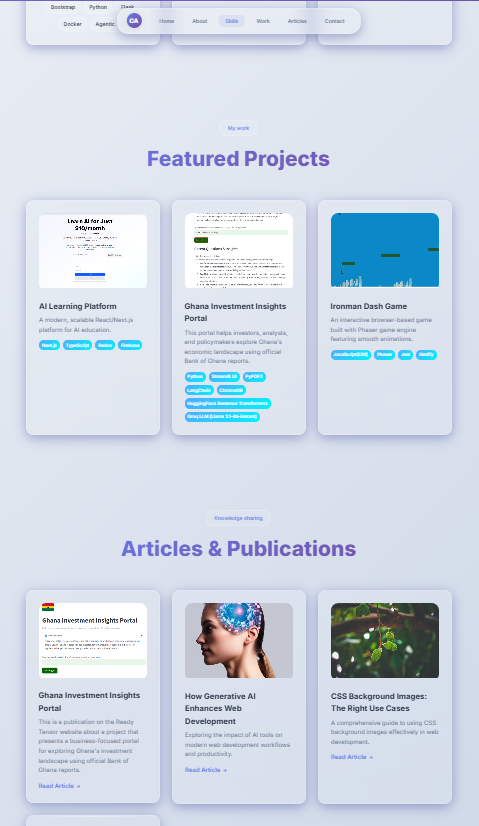 Bootstrap Python Flask
Docker Agentic
CA Home About Skills Work Articles Contact
My work
Featured Projects
Learn AI for Just
$10/month
AI Learning Platform
A modern, scalable React/Next.js
platform for AI education.
Next.js TypeScript Redux
Ghana Investment Insights
Portal
This portal helps investors, analysts,
and policymakers explore Ghana's
economic landscape using official
Bank of Ghana reports.
Python Streamlit UI PyPDF2
LangChain ChromaDB
HuggingFace Sentence Transformers
Ironman Dash Game
An interactive browser-based game
built with Phaser game engine
featuring smooth animations.
JavaScript(ES6) Phaser Netlify
Knowledge sharing
Articles & Publications
Ghana Investment Insights Portal
Ghana Investment Insights
Portal
This is a publication on the Ready
Tensor website about a project that
presents a business-focused portal
for exploring Ghana's investment
landscape using official Bank of
Ghana reports.
Read Article →
How Generative AI
Enhances Web
Development
Exploring the impact of AI tools on
modern web development workflows
and productivity.
Read Article →
CSS Background Images:
The Right Use Cases
A comprehensive guide to using CSS
background images effectively in web
development.
Read Article →